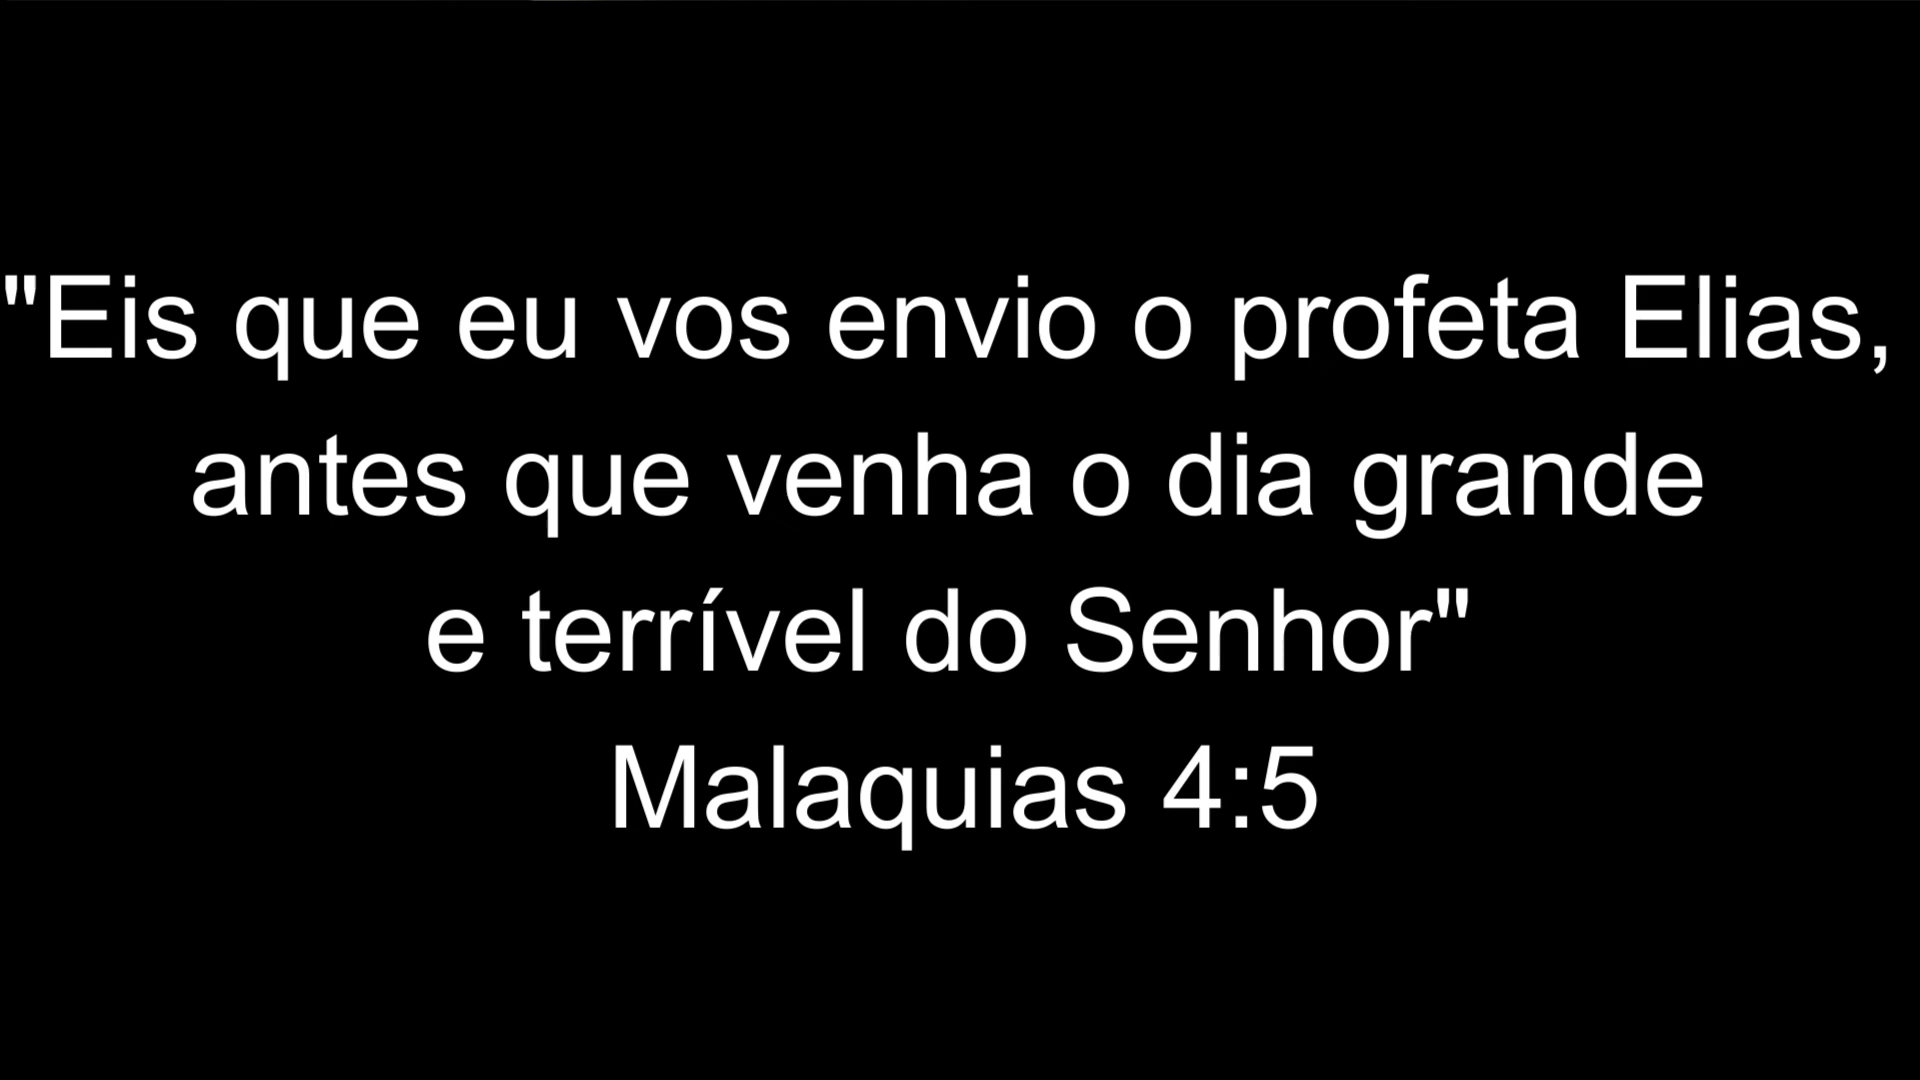 "Eis que eu vos envio o profeta Elias,
antes que venha o dia grande
e terrível do Senhor"
Malaquias 4:5